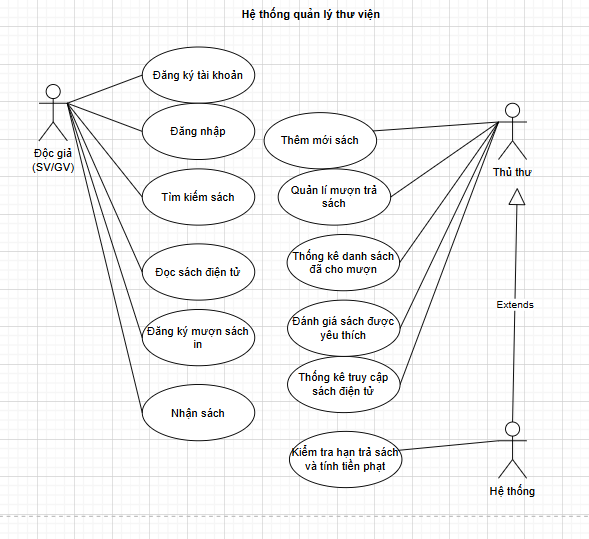 Hệ thống quản lý thư viện
Đăng ký tài khoản
Đăng nhập
Độc giả
(SV/GV)
Tìm kiếm sách
Đọc sách điện tử
Đăng ký mượn sách
in
Nhận sách
Thêm mới sách
Quản lí mượn trả
sách
Thống kê danh sách
đã cho mượn
Đánh giá sách được
yêu thích
Thống kê truy cập
sách điện tử
Kiểm tra hạn trả sách
và tính tiền phạt
Thủ thư
Extends
Hệ thống